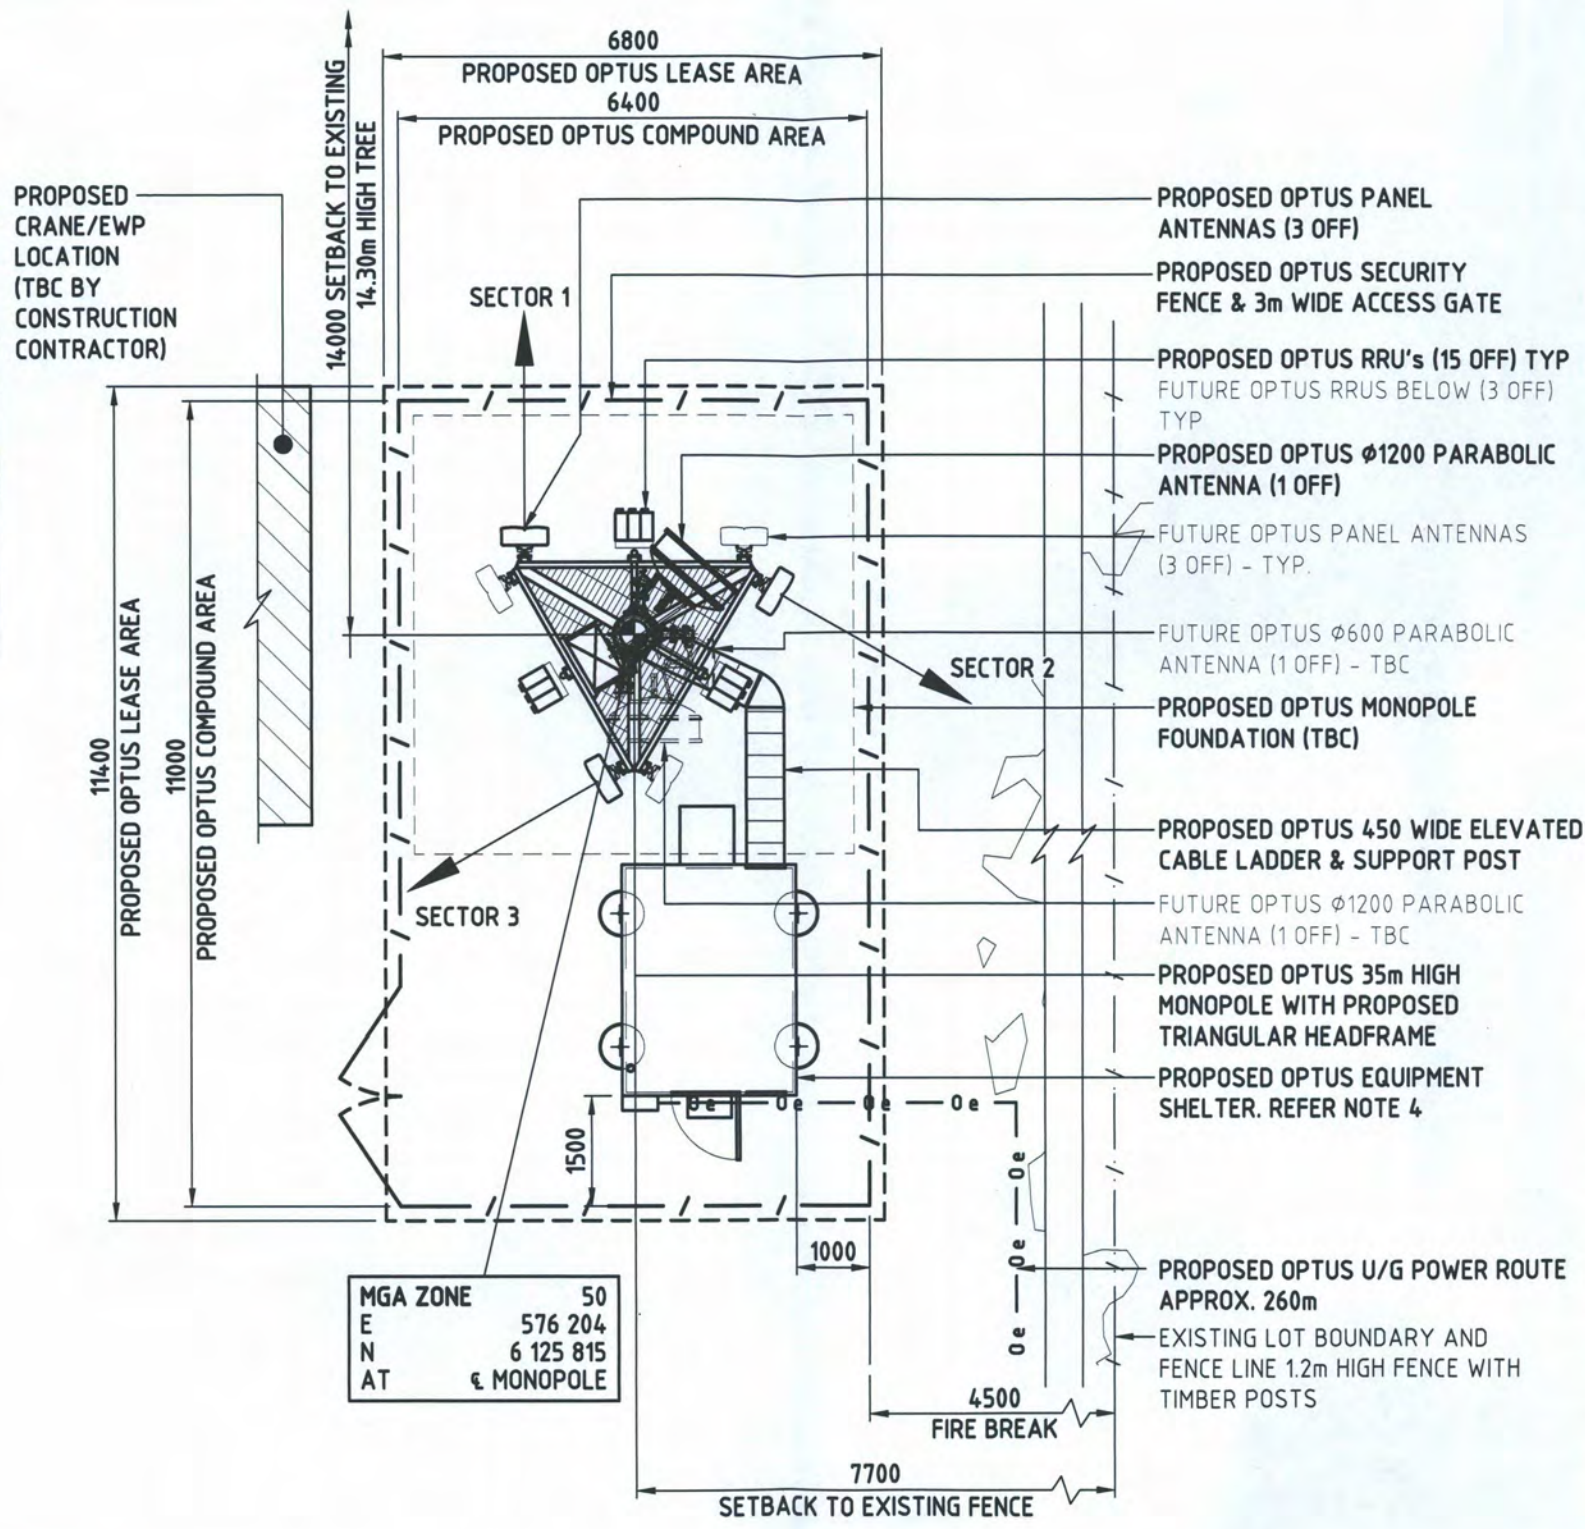 6800
PROPOSED OPTUS LEASE AREA
6400
PROPOSED OPTUS COMPOUND AREA
14000 SETBACK TO EXISTING
14.30m HIGH TREE
PROPOSED
CRANE/EWP
LOCATION
(TBC BY
CONSTRUCTION
CONTRACTOR)
SECTOR 1
PROPOSED OPTUS PANEL
ANTENNAS (3 OFF)
PROPOSED OPTUS SECURITY
FENCE & 3m WIDE ACCESS GATE
PROPOSED OPTUS RRU's (15 OFF) TYP
FUTURE OPTUS RRUS BELOW (3 OFF)
TYP
PROPOSED OPTUS Ø1200 PARABOLIC
ANTENNA (1 OFF)
FUTURE OPTUS PANEL ANTENNAS
(3 OFF) - TYP.
FUTURE OPTUS Ø600 PARABOLIC
ANTENNA (1 OFF) - TBC
SECTOR 2
PROPOSED OPTUS MONOPOLE
FOUNDATION (TBC)
11400
PROPOSED OPTUS LEASE AREA
11000
PROPOSED OPTUS COMPOUND AREA
PROPOSED OPTUS 450 WIDE ELEVATED
CABLE LADDER & SUPPORT POST
SECTOR 3
FUTURE OPTUS Ø1200 PARABOLIC
ANTENNA (1 OFF) - TBC
PROPOSED OPTUS 35m HIGH
MONOPOLE WITH PROPOSED
TRIANGULAR HEADFRAME
PROPOSED OPTUS EQUIPMENT
SHELTER. REFER NOTE 4
0e 0e 0e 0e
1500
0e
0e
0e
1000
PROPOSED OPTUS U/G POWER ROUTE
APPROX. 260m
EXISTING LOT BOUNDARY AND
FENCE LINE 1.2m HIGH FENCE WITH
TIMBER POSTS
MGA ZONE 50
E 576 204
N 6 125 815
AT ℄ MONOPOLE
4500
FIRE BREAK
7700
SETBACK TO EXISTING FENCE